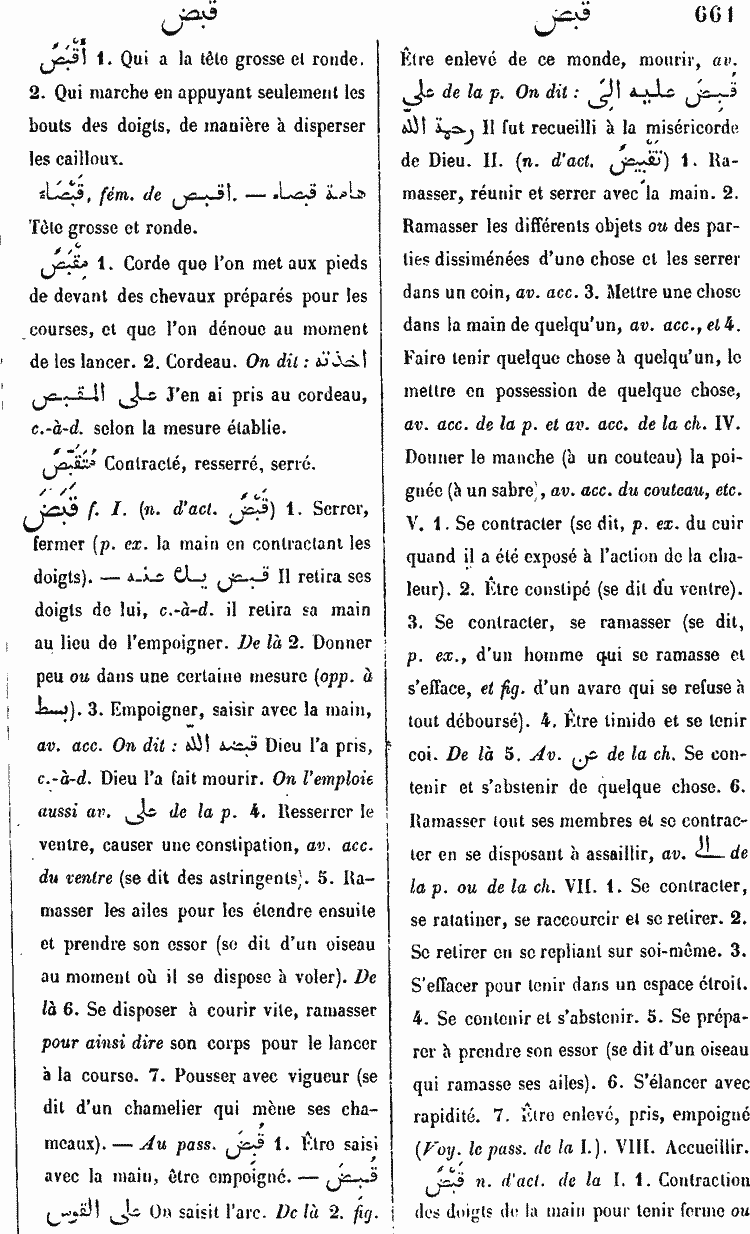 قبض
قبض 661
أَقْبَصُ 1. Qui a la tête grosse et ronde.
2. Qui marche en appuyant seulement les
bouts des doigts, de manière à disperser
les cailloux.
قَبْصَاءُ, fém. de اقبص. — هامة قبصاء
Tête grosse et ronde.
مِقْبَصٌ 1. Corde que l'on met aux pieds
de devant des chevaux préparés pour les
courses, et que l'on dénoue au moment
de les lancer. 2. Cordeau. On dit : اخذته
على المقبص J'en ai pris au cordeau,
c.-à-d. selon la mesure établie.
مُتَقَبِّصٌ Contracté, resserré, serré.
قَبَضَ f. I. (n. d'act. قَبْضٌ) 1. Serrer,
fermer (p. ex. la main en contractant les
doigts). — قبض يده عنه Il retira ses
doigts de lui, c.-à-d. il retira sa main
au lieu de l'empoigner. De là 2. Donner
peu ou dans une certaine mesure (opp. à
بسط). 3. Empoigner, saisir avec la main,
av. acc. On dit : قبضه الله Dieu l'a pris,
c.-à-d. Dieu l'a fait mourir. On l'emploie
aussi av. على de la p. 4. Resserrer le
ventre, causer une constipation, av. acc.
du ventre (se dit des astringents). 5. Ra-
masser les ailes pour les étendre ensuite
et prendre son essor (se dit d'un oiseau
au moment où il se dispose à voler). De
là 6. Se disposer à courir vite, ramasser
pour ainsi dire son corps pour le lancer
à la course. 7. Pousser avec vigueur (se
dit d'un chamelier qui mène ses cha-
meaux). — Au pass. قُبِضَ 1. Être saisi
avec la main, être empoigné. — قُبِضَ
على القوس On saisit l'arc. De là 2. fig.
Être enlevé de ce monde, mourir, av.
على de la p. On dit : قُبِضَ عليه إلى
رحمة الله Il fut recueilli à la miséricorde
de Dieu. II. (n. d'act. تَقْبِيضٌ) 1. Ra-
masser, réunir et serrer avec la main. 2.
Ramasser les différents objets ou des par-
ties disséminées d'une chose et les serrer
dans un coin, av. acc. 3. Mettre une chose
dans la main de quelqu'un, av. acc., et 4.
Faire tenir quelque chose à quelqu'un, le
mettre en possession de quelque chose,
av. acc. de la p. et av. acc. de la ch. IV.
Donner le manche (à un couteau) la poi-
gnée (à un sabre), av. acc. du couteau, etc.
V. 1. Se contracter (se dit, p. ex. du cuir
quand il a été exposé à l'action de la cha-
leur). 2. Être constipé (se dit du ventre).
3. Se contracter, se ramasser (se dit,
p. ex., d'un homme qui se ramasse et
s'efface, et fig. d'un avare qui se refuse à
tout déboursé). 4. Être timide et se tenir
coi. De là 5. Av. عن de la ch. Se con-
tenir et s'abstenir de quelque chose. 6.
Ramasser tout ses membres et se contrac-
ter en se disposant à assaillir, av. الى de
la p. ou de la ch. VII. 1. Se contracter,
se ratatiner, se raccourcir et se retirer. 2.
Se retirer en se repliant sur soi-même. 3.
S'effacer pour tenir dans un espace étroit.
4. Se contenir et s'abstenir. 5. Se prépa-
rer à prendre son essor (se dit d'un oiseau
qui ramasse ses ailes). 6. S'élancer avec
rapidité. 7. Être enlevé, pris, empoigné
(Voy. le pass. de la I.). VIII. Accueillir.
قَبْضٌ n. d'act. de la I. 1. Contraction
des doigts de la main pour tenir ferme ou